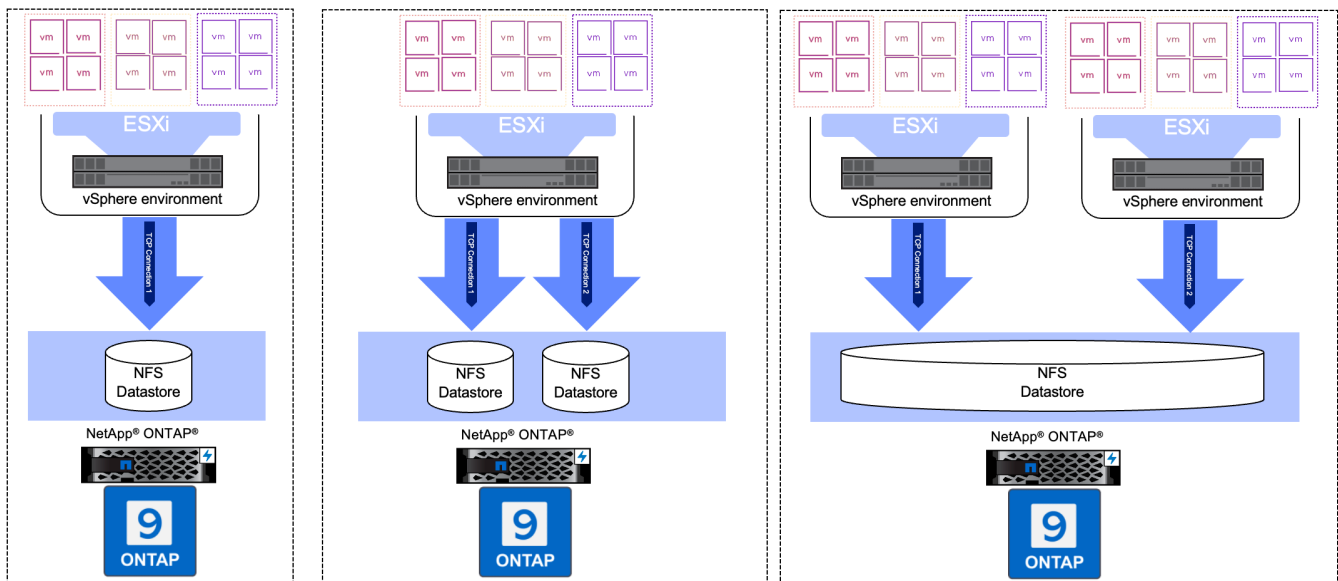 vm vm vm vm vm vm
vm vm vm vm vm vm
ESXi
vSphere environment
TCP Connection 1
NFS
Datastore
NetApp® ONTAP®
9
ONTAP
vm vm vm vm vm vm
vm vm vm vm vm vm
ESXi
vSphere environment
TCP Connection 1
TCP Connection 2
NFS
Datastore
NFS
Datastore
NetApp® ONTAP®
9
ONTAP
vm vm vm vm vm vm
vm vm vm vm vm vm
ESXi
vSphere environment
TCP Connection 1
vm vm vm vm vm vm
vm vm vm vm vm vm
ESXi
vSphere environment
TCP Connection 2
NFS
Datastore
NetApp® ONTAP®
9
ONTAP